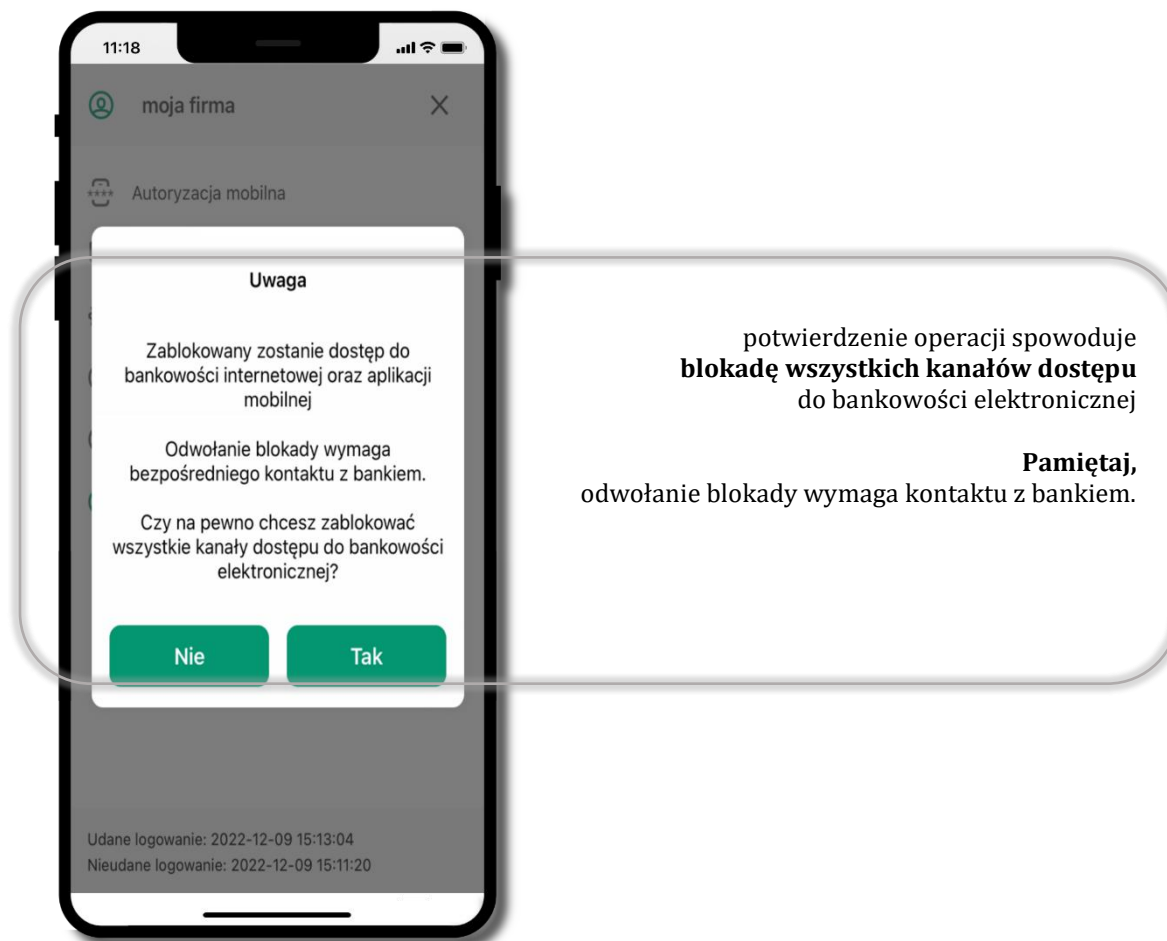 11:18
moja firma
Autoryzacja mobilna
Uwaga
Zablokowany zostanie dostęp do
bankowości internetowej oraz aplikacji
mobilnej
Odwołanie blokady wymaga
bezpośredniego kontaktu z bankiem.
Czy na pewno chcesz zablokować
wszystkie kanały dostępu do bankowości
elektronicznej?
Nie
Tak
Udane logowanie: 2022-12-09 15:13:04
Nieudane logowanie: 2022-12-09 15:11:20
potwierdzenie operacji spowoduje
blokadę wszystkich kanałów dostępu
do bankowości elektronicznej
Pamiętaj,
odwołanie blokady wymaga kontaktu z bankiem.